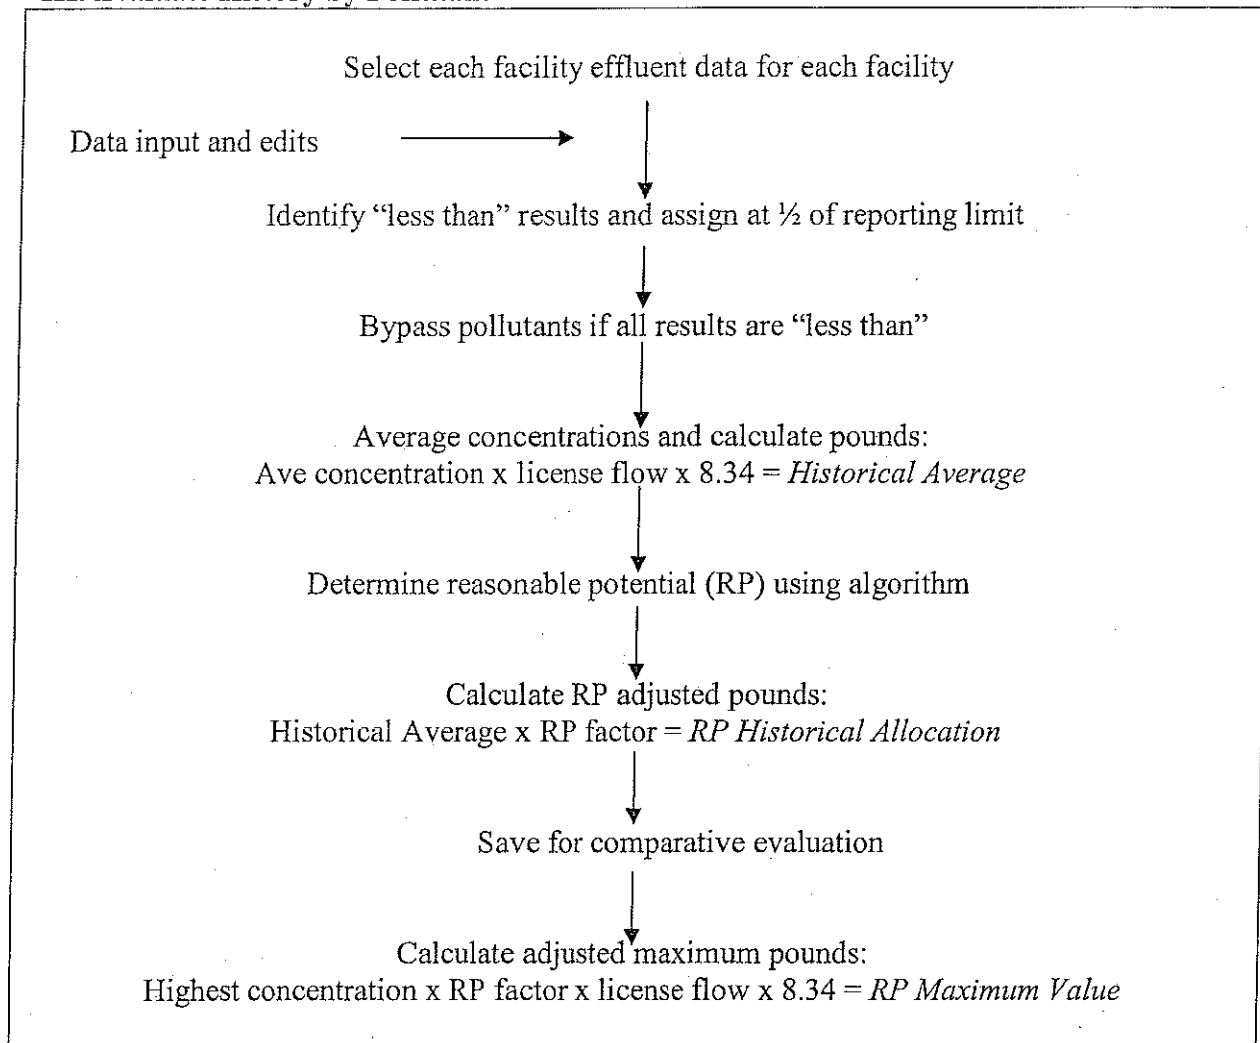 Select each facility effluent data for each facility
Data input and edits
Identify “less than” results and assign at ½ of reporting limit
Bypass pollutants if all results are “less than”
Average concentrations and calculate pounds:
Ave concentration x license flow x 8.34 = Historical Average
Determine reasonable potential (RP) using algorithm
Calculate RP adjusted pounds:
Historical Average x RP factor = RP Historical Allocation
Save for comparative evaluation
Calculate adjusted maximum pounds:
Highest concentration x RP factor x license flow x 8.34 = RP Maximum Value